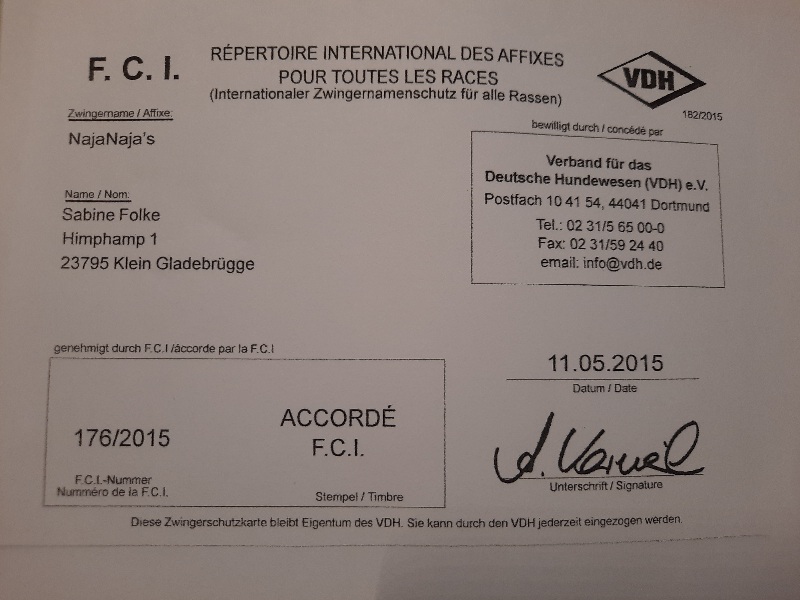 F. C. I.
RÉPERTOIRE INTERNATIONAL DES AFFIXES
POUR TOUTES LES RACES
(Internationaler Zwingernamenschutz für alle Rassen)
VDH
182/2015
Zwingername / Affixe:
NajaNaja's
bewilligt durch / concédé par
Verband für das
Deutsche Hundewesen (VDH) e.V.
Postfach 10 41 54, 44041 Dortmund
Tel.: 02 31/5 65 00-0
Fax: 02 31/59 24 40
email: info@vdh.de
Name / Nom:
Sabine Folke
Himphamp 1
23795 Klein Gladebrügge
genehmigt durch F.C.I /accorde par la F.C.I
176/2015
F.C.I.-Nummer
Numméro de la F.C.I.
ACCORDÉ
F.C.I.
Stempel / Timbre
11.05.2015
Datum / Date
Unterschrift / Signature
Diese Zwingerschutzkarte bleibt Eigentum des VDH. Sie kann durch den VDH jederzeit eingezogen werden.